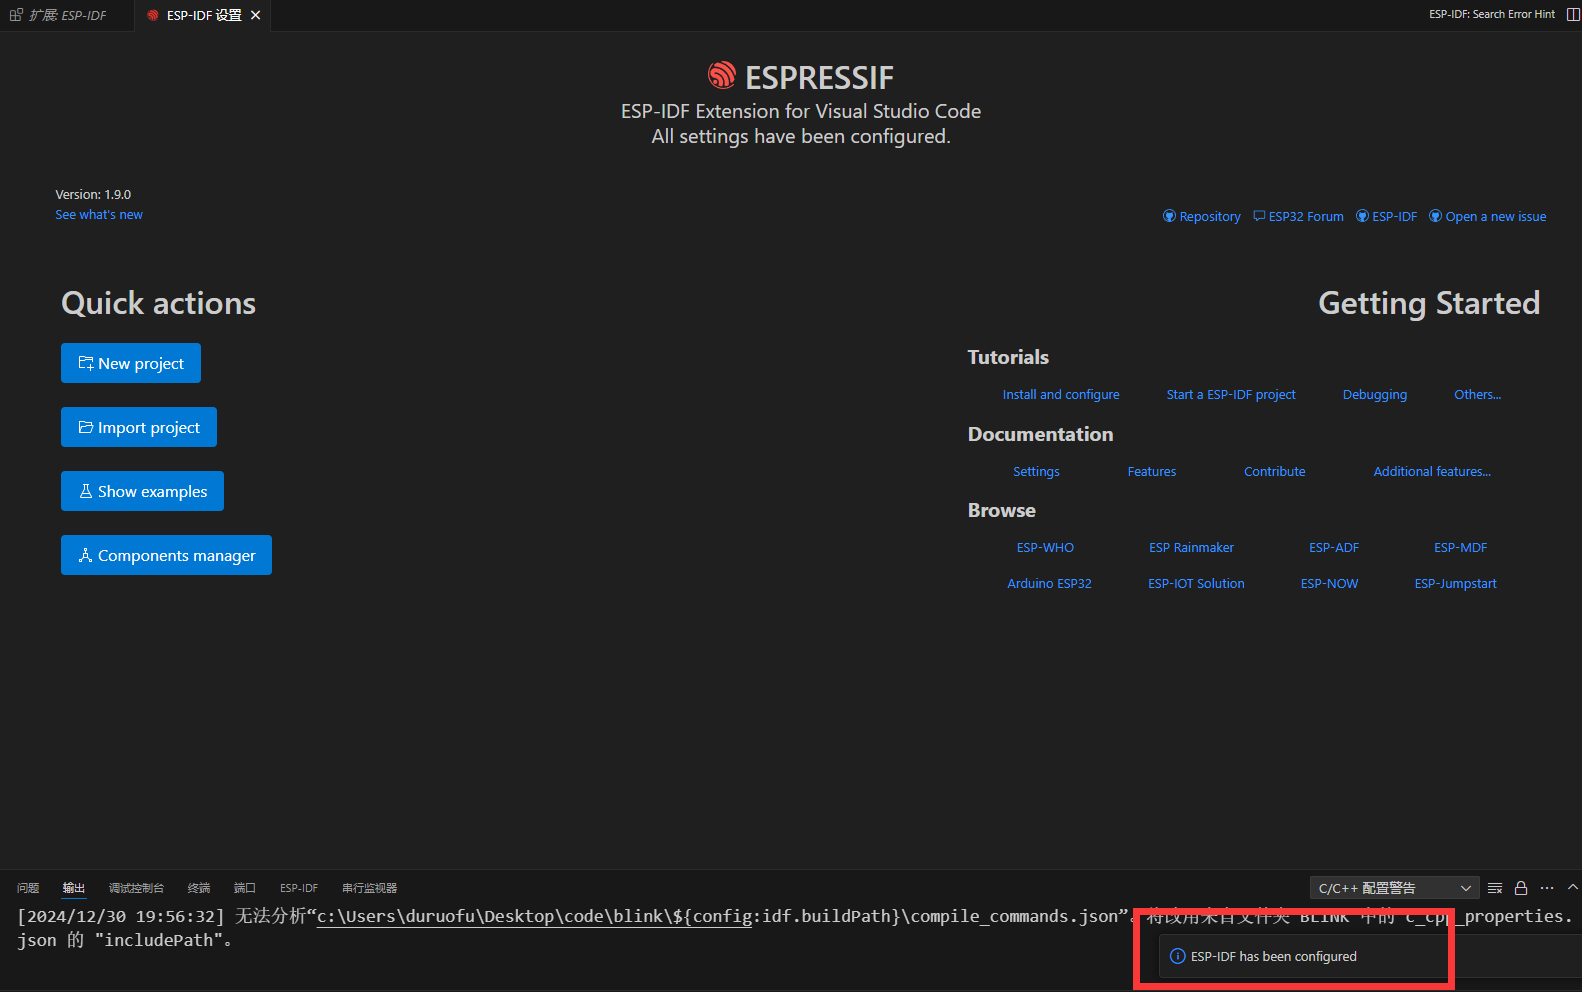 扩展: ESP-IDF
ESP-IDF 设置
ESP-IDF: Search Error Hint
ESPRESSIF
ESP-IDF Extension for Visual Studio Code
All settings have been configured.
Version: 1.9.0
See what's new
Repository ESP32 Forum ESP-IDF Open a new issue
Quick actions
New project
Import project
Show examples
Components manager
Getting Started
Tutorials
Install and configure Start a ESP-IDF project Debugging Others...
Documentation
Settings Features Contribute Additional features...
Browse
ESP-WHO ESP Rainmaker ESP-ADF ESP-MDF
Arduino ESP32 ESP-IOT Solution ESP-NOW ESP-Jumpstart
问题 输出 调试控制台 终端 端口 ESP-IDF 串行监视器
C/C++ 配置警告
[2024/12/30 19:56:32] 无法分析“c:\Users\duruofu\Desktop\code\blink\${config:idf.buildPath}\compile_commands.json”。将改用来自文件夹"BLINK"中的"c_cpp_properties.
json 的 "includePath"。
ESP-IDF has been configured